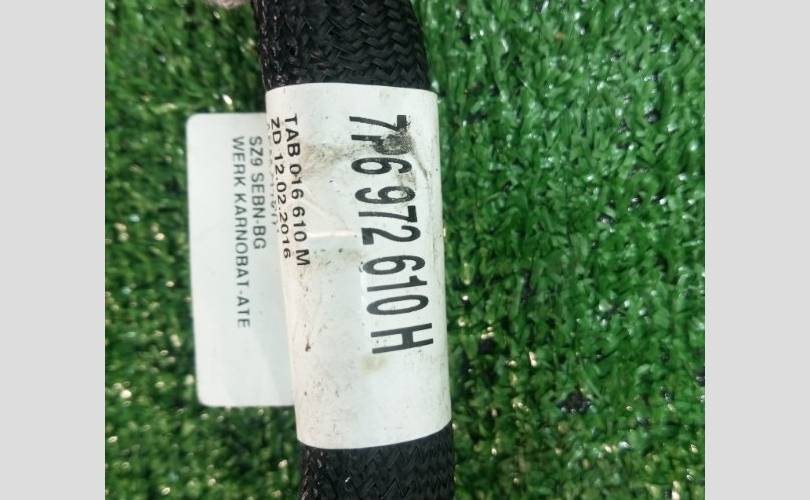 7P6 972 610 H
TAB 016 610 M
ZD 12.02.2016
SZ9 SEBN-BG
WERK KARNOBAT-ATE